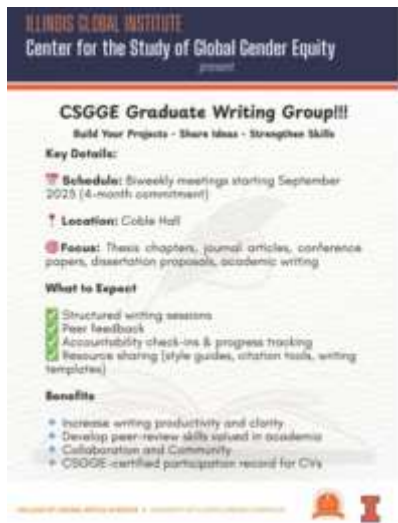 ILLINOIS GLOBAL INSTITUTE
Center for the Study of Global Gender Equity
present
CSGGE Graduate Writing Group!!!
Build Your Projects - Share Ideas - Strengthen Skills
Key Details:
Schedule: Biweekly meetings starting September
2025 (4-month commitment)
Location: Coble Hall
Focus: Thesis chapters, journal articles, conference
papers, dissertation proposals, academic writing
What to Expect
Structured writing sessions
Peer feedback
Accountability check-ins & progress tracking
Resource sharing (style guides, citation tools, writing
templates)
Benefits
Increase writing productivity and clarity
Develop peer-review skills valued in academia
Collaboration and Community
CSGGE-certified participation record for CVs
I